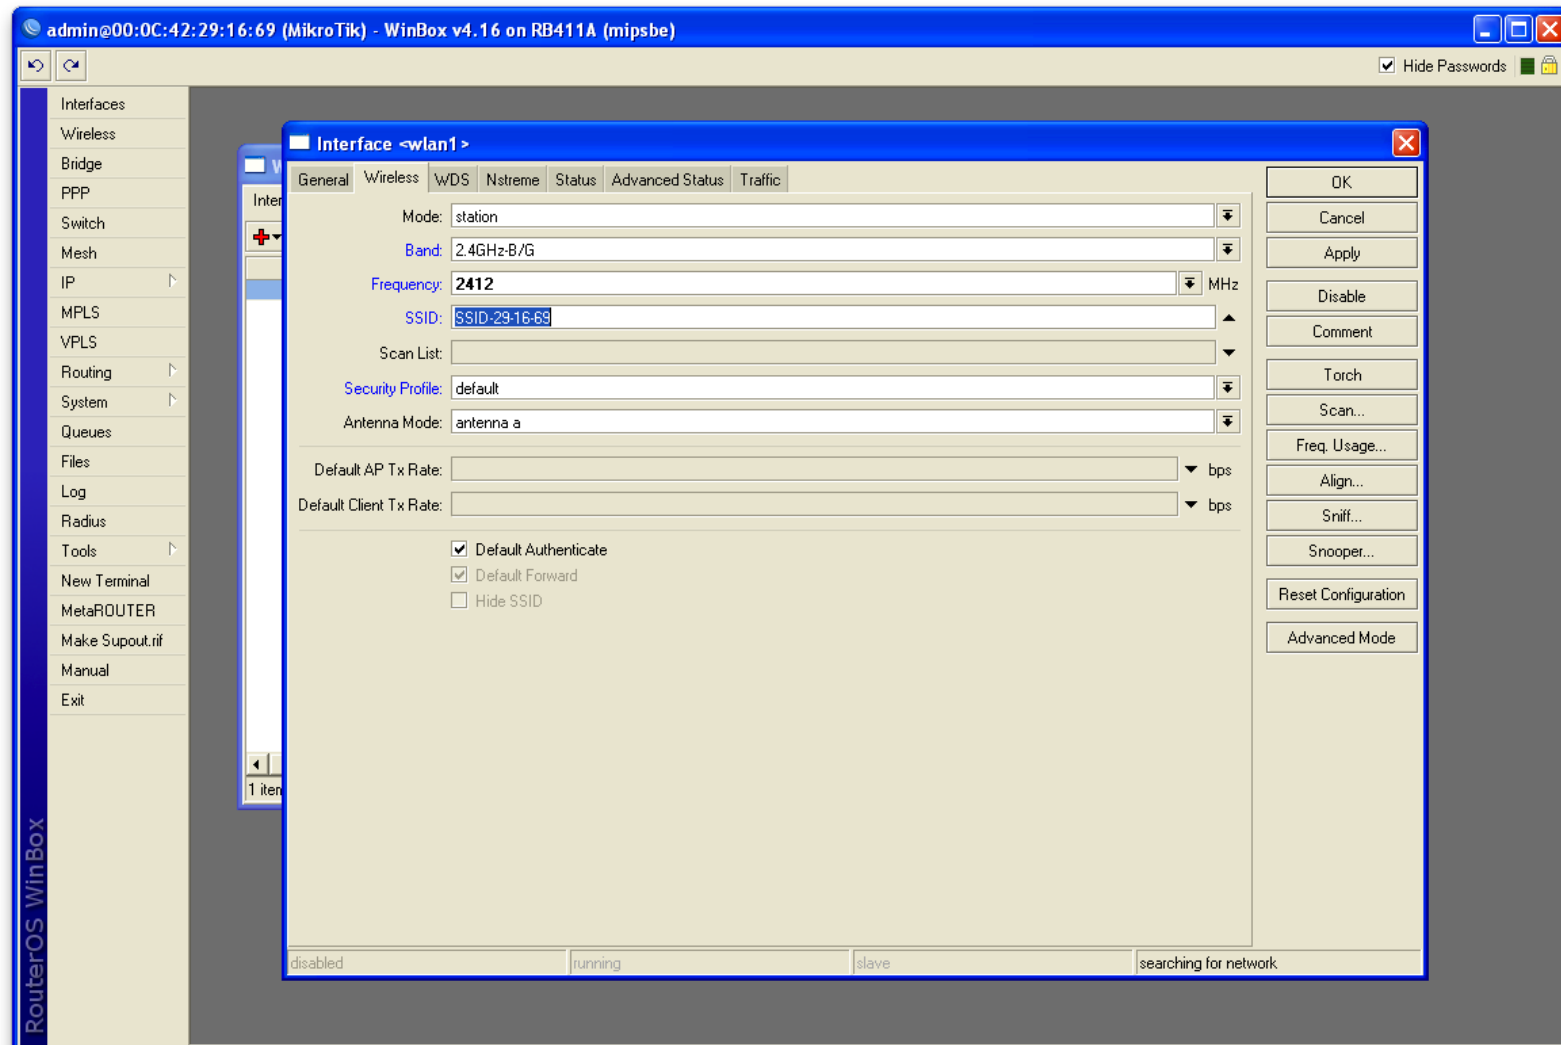 admin@00:0C:42:29:16:69 (MikroTik) - WinBox v4.16 on RB411A (mipsbe)
Hide Passwords
Interfaces
Wireless
Bridge
PPP
Switch
Mesh
IP
MPLS
VPLS
Routing
System
Queues
Files
Log
Radius
Tools
New Terminal
MetaROUTER
Make Supout.rif
Manual
Exit
RouterOS WinBox
Inter
1 iten
Interface <wlan1>
General Wireless WDS Nstreme Status Advanced Status Traffic
Mode: station
Band: 2.4GHz-B/G
Frequency: 2412 MHz
SSID: SSID-29-16-69
Scan List:
Security Profile: default
Antenna Mode: antenna a
Default AP Tx Rate: bps
Default Client Tx Rate: bps
Default Authenticate
Default Forward
Hide SSID
OK
Cancel
Apply
Disable
Comment
Torch
Scan...
Freq. Usage...
Align...
Sniff...
Snooper...
Reset Configuration
Advanced Mode
disabled running slave searching for network